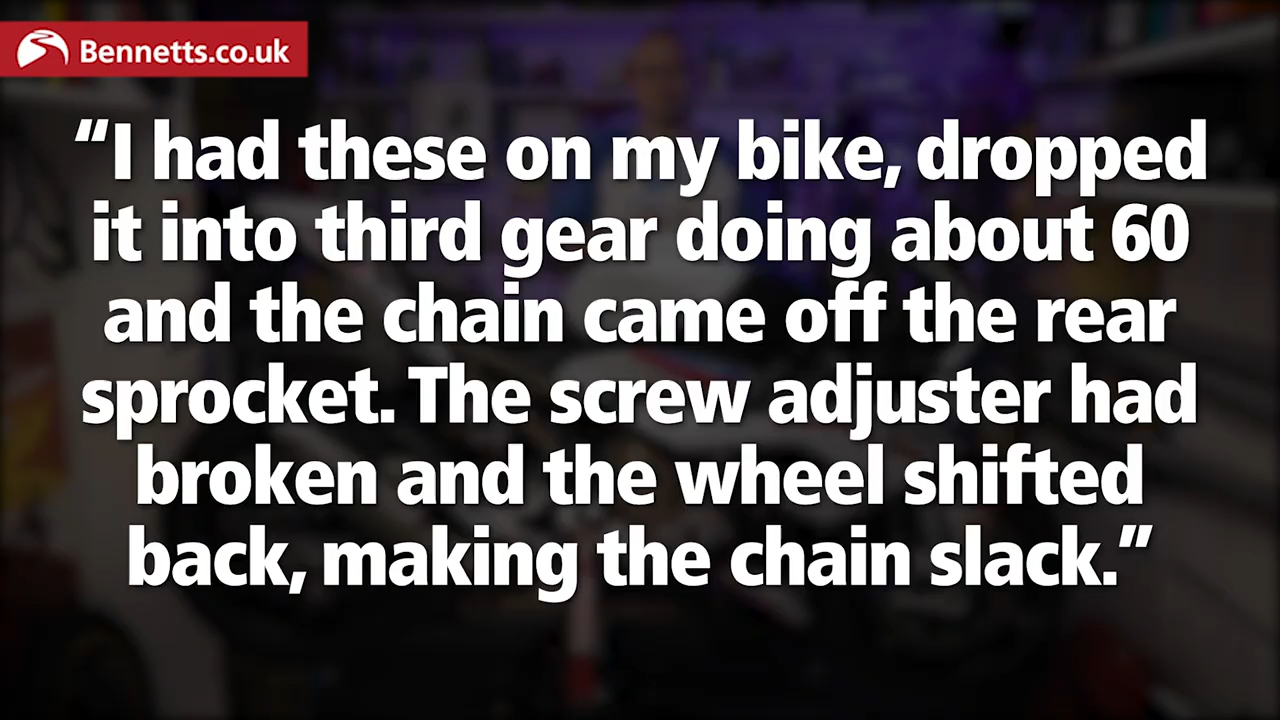 Bennetts.co.uk
“I had these on my bike, dropped
it into third gear doing about 60
and the chain came off the rear
sprocket. The screw adjuster had
broken and the wheel shifted
back, making the chain slack.”